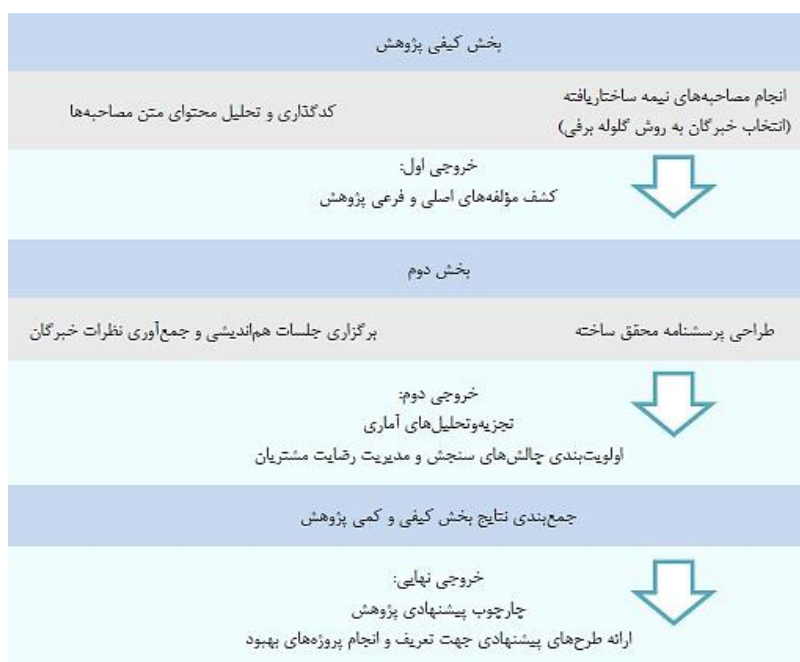 بخش کیفی پژوهش
انجام مصاحبه‌های نیمه ساختاریافته
(انتخاب خبرگان به روش گلوله برفی)
کدگذاری و تحلیل محتوای متن مصاحبه‌ها
خروجی اول:
کشف مؤلفه‌های اصلی و فرعی پژوهش
بخش دوم
طراحی پرسشنامه محقق ساخته
برگزاری جلسات هم‌اندیشی و جمع‌آوری نظرات خبرگان
خروجی دوم:
تجزیه‌وتحلیل‌های آماری
اولویت‌بندی چالش‌های سنجش و مدیریت رضایت مشتریان
جمع‌بندی نتایج بخش کیفی و کمی پژوهش
خروجی نهایی:
چارچوب پیشنهادی پژوهش
ارائه طرح‌های پیشنهادی جهت تعریف و انجام پروژه‌های بهبود